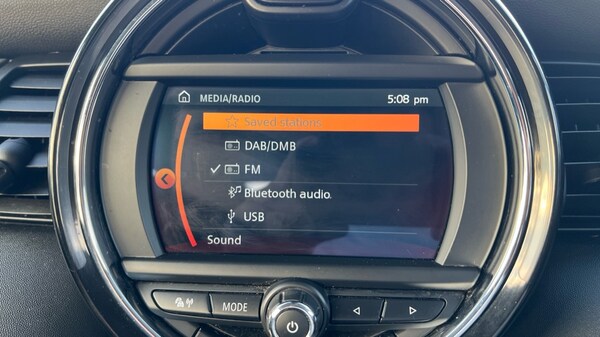 MEDIA/RADIO 5:08 pm
Saved stations
DAB/DMB
FM
Bluetooth audio
USB
Sound
MODE